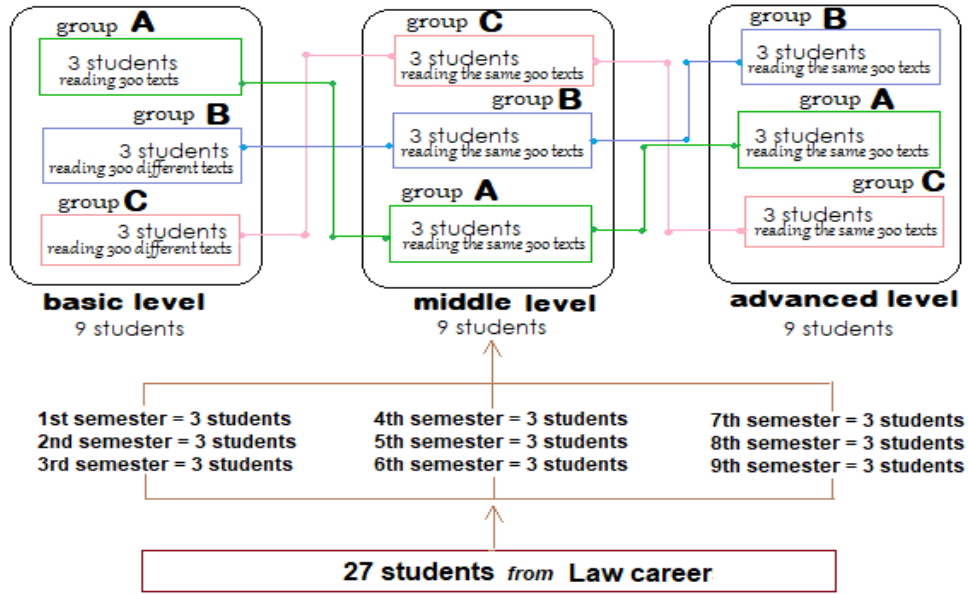 group A
3 students
reading 300 texts
group B
3 students
reading 300 different texts
group C
3 students
reading 300 different texts
basic level
9 students
group C
3 students
reading the same 300 texts
group B
3 students
reading the same 300 texts
group A
3 students
reading the same 300 texts
middle level
9 students
group B
3 students
reading the same 300 texts
group A
3 students
reading the same 300 texts
group C
3 students
reading the same 300 texts
advanced level
9 students
1st semester = 3 students
2nd semester = 3 students
3rd semester = 3 students
4th semester = 3 students
5th semester = 3 students
6th semester = 3 students
7th semester = 3 students
8th semester = 3 students
9th semester = 3 students
27 students from Law career